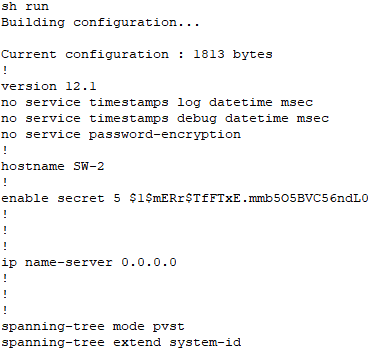 sh run
Building configuration...
Current configuration : 1813 bytes
!
version 12.1
no service timestamps log datetime msec
no service timestamps debug datetime msec
no service password-encryption
!
hostname SW-2
!
enable secret 5 $1$mERr$TfFTxE.mmb5O5BVC56ndL0
!
!
!
ip name-server 0.0.0.0
!
!
!
spanning-tree mode pvst
spanning-tree extend system-id